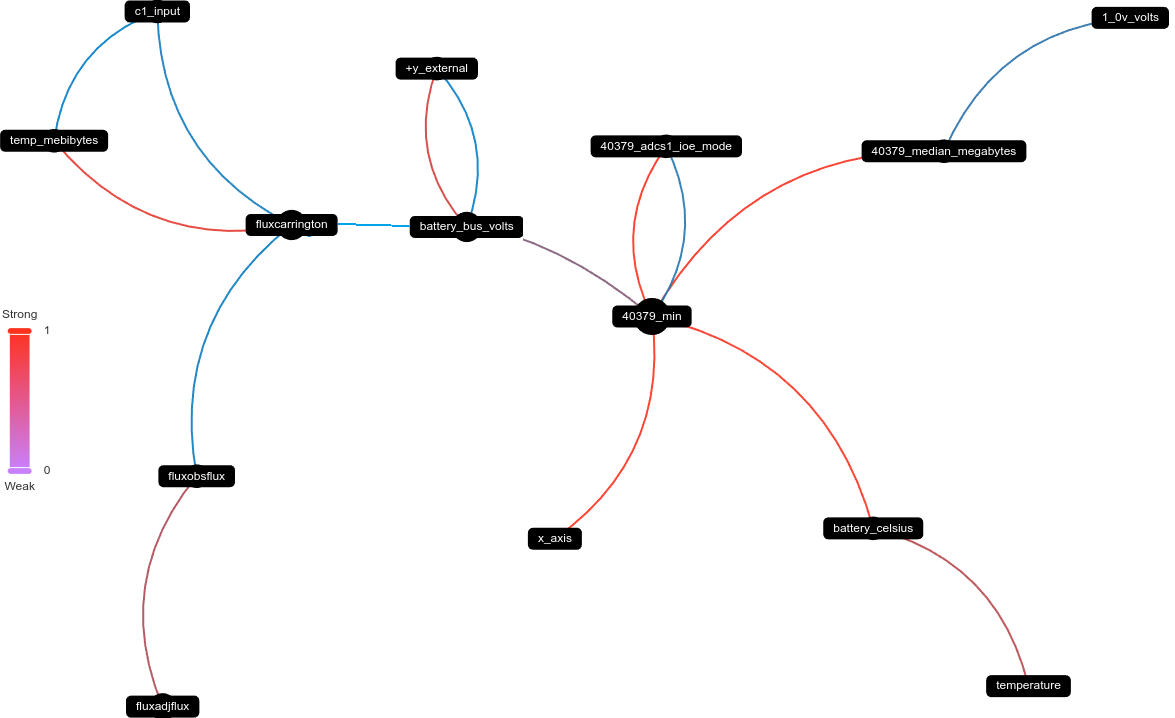 c1_input
1_0v_volts
+y_external
temp_mebibytes
40379_adcs1_ioe_mode
40379_median_megabytes
fluxcarrington
battery_bus_volts
Strong
40379_min
1
0
Weak
fluxobsflux
x_axis
battery_celsius
temperature
fluxadjflux